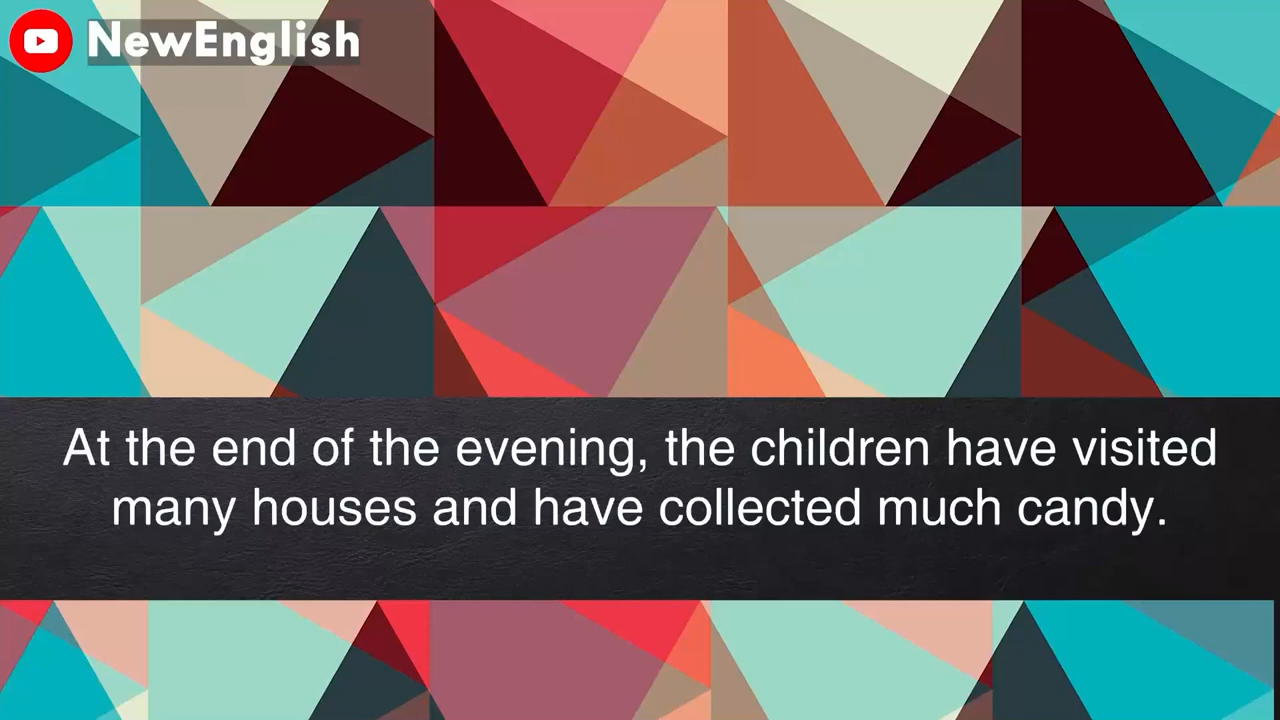 NewEnglish
At the end of the evening, the children have visited
many houses and have collected much candy.